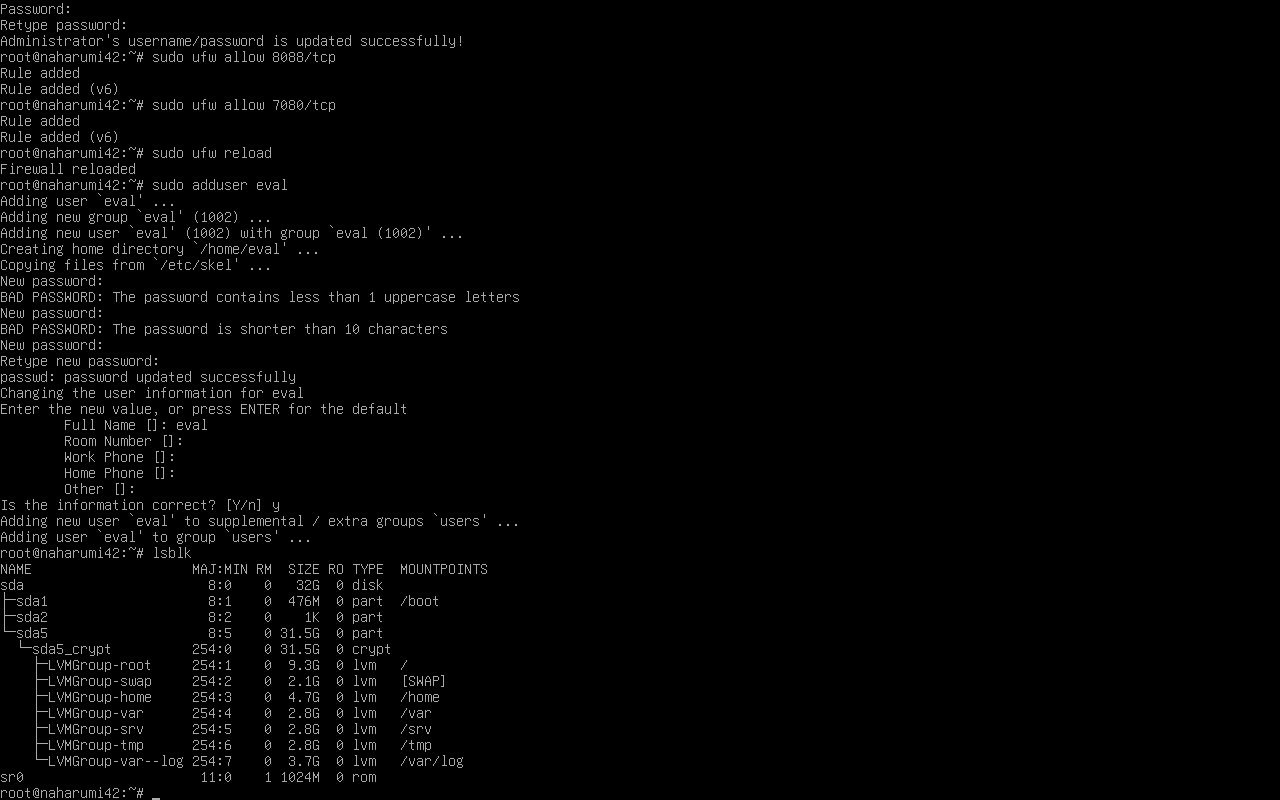 Password:
Retype password:
Administrator's username/password is updated successfully!
root@naharumi42:~# sudo ufw allow 8088/tcp
Rule added
Rule added (v6)
root@naharumi42:~# sudo ufw allow 7080/tcp
Rule added
Rule added (v6)
root@naharumi42:~# sudo ufw reload
Firewall reloaded
root@naharumi42:~# sudo adduser eval
Adding user `eval' ...
Adding new group `eval' (1002) ...
Adding new user `eval' (1002) with group `eval (1002)' ...
Creating home directory `/home/eval' ...
Copying files from `/etc/skel' ...
New password:
BAD PASSWORD: The password contains less than 1 uppercase letters
New password:
BAD PASSWORD: The password is shorter than 10 characters
New password:
Retype new password:
passwd: password updated successfully
Changing the user information for eval
Enter the new value, or press ENTER for the default
        Full Name []: eval
        Room Number []:
        Work Phone []:
        Home Phone []:
        Other []:
Is the information correct? [Y/n] y
Adding new user `eval' to supplemental / extra groups `users' ...
Adding user `eval' to group `users' ...
root@naharumi42:~# lsblk
NAME                    MAJ:MIN RM  SIZE RO TYPE  MOUNTPOINTS
sda                       8:0    0   32G  0 disk
├─sda1                    8:1    0  476M  0 part  /boot
├─sda2                    8:2    0    1K  0 part
└─sda5                    8:5    0 31.5G  0 part
  └─sda5_crypt          254:0    0 31.5G  0 crypt
    ├─LVMGroup-root     254:1    0  9.3G  0 lvm   /
    ├─LVMGroup-swap     254:2    0  2.1G  0 lvm   [SWAP]
    ├─LVMGroup-home     254:3    0  4.7G  0 lvm   /home
    ├─LVMGroup-var      254:4    0  2.8G  0 lvm   /var
    ├─LVMGroup-srv      254:5    0  2.8G  0 lvm   /srv
    ├─LVMGroup-tmp      254:6    0  2.8G  0 lvm   /tmp
    └─LVMGroup-var--log 254:7    0  3.7G  0 lvm   /var/log
sr0                      11:0    1 1024M  0 rom
root@naharumi42:~# _